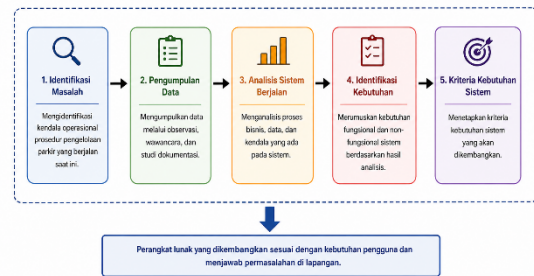 1. Identifikasi
Masalah
Mengidentifikasi
kendala operasional
prosedur pengelolaan
parkir yang berjalan
saat ini.
2. Pengumpulan
Data
Mengumpulkan data
melalui observasi,
wawancara, dan
studi dokumentasi.
3. Analisis Sistem
Berjalan
Menganalisis proses
bisnis, data, dan
kendala yang ada
pada sistem.
4. Identifikasi
Kebutuhan
Merumuskan kebutuhan
fungsional dan non-
fungsional sistem
berdasarkan hasil
analisis.
5. Kriteria Kebutuhan
Sistem
Menetapkan kriteria
kebutuhan sistem
yang akan
dikembangkan.
Perangkat lunak yang dikembangkan sesuai dengan kebutuhan pengguna dan
menjawab permasalahan di lapangan.